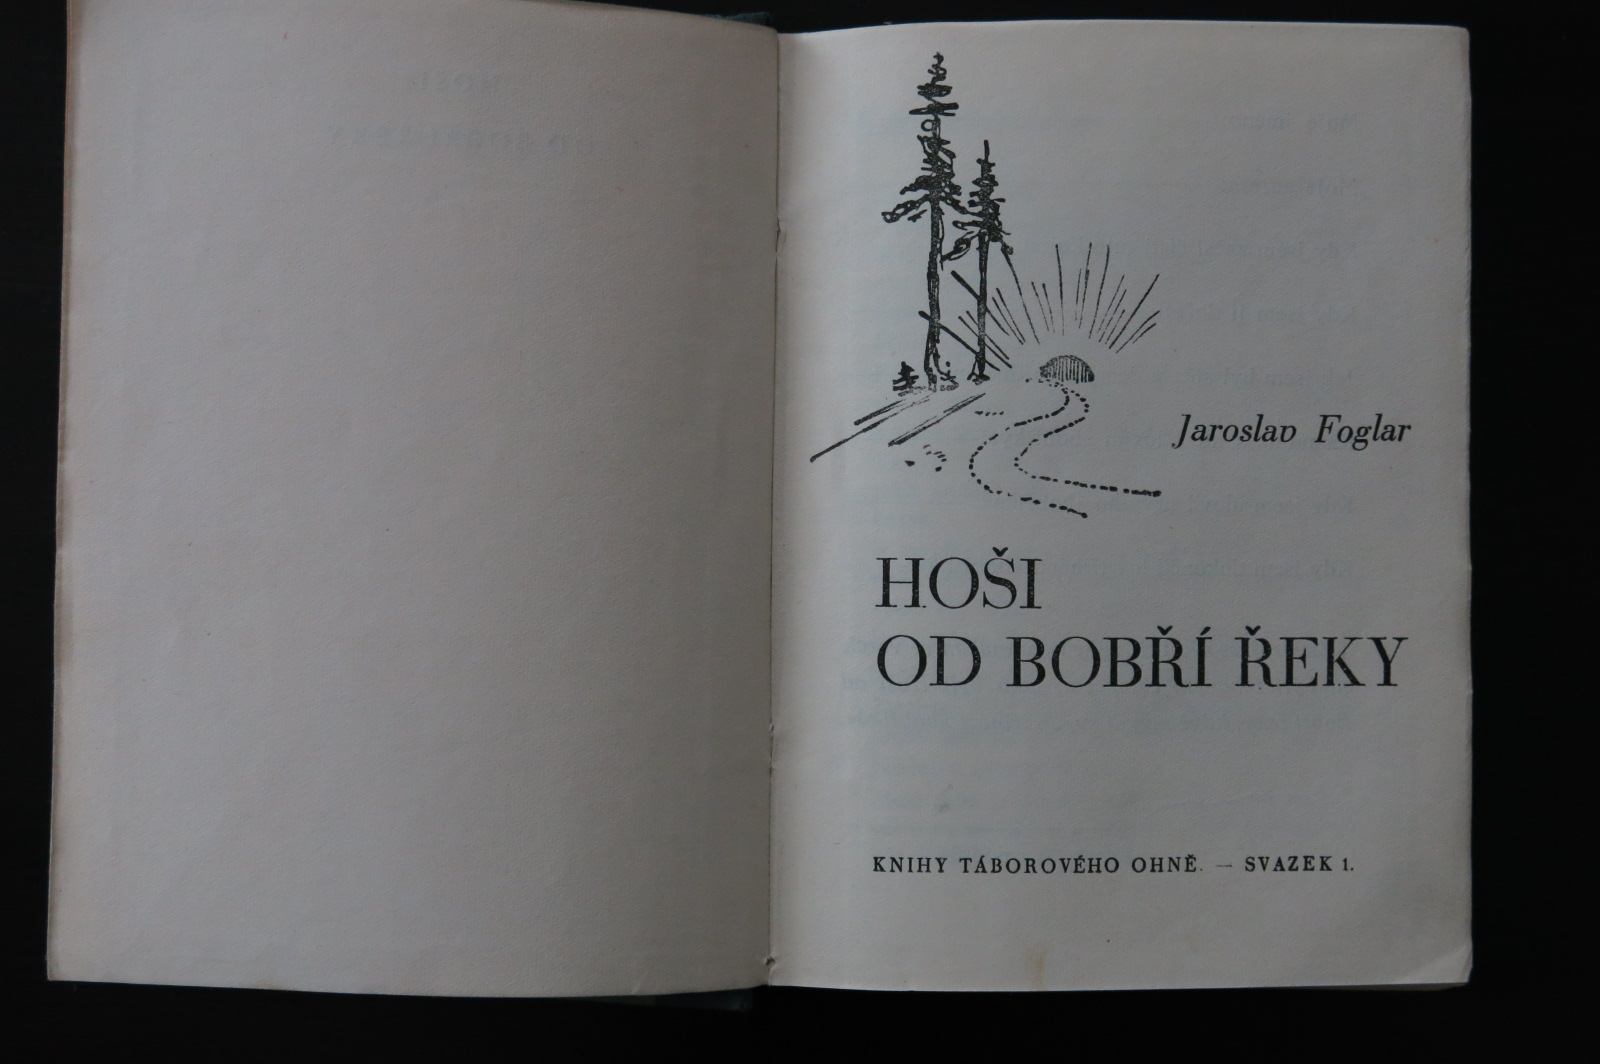 Jaroslav Foglar
HOŠI
OD BOBŘÍ ŘEKY
KNIHY TÁBOROVÉHO OHNĚ. — SVAZEK 1.